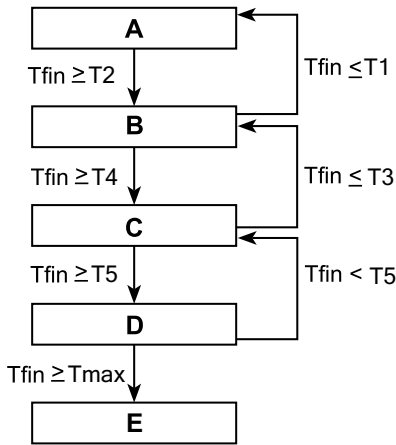 A
Tfin ≥T2
Tfin ≤T1
B
Tfin ≥T4
Tfin ≤ T3
C
Tfin ≥T5
Tfin < T5
D
Tfin ≥Tmax
E